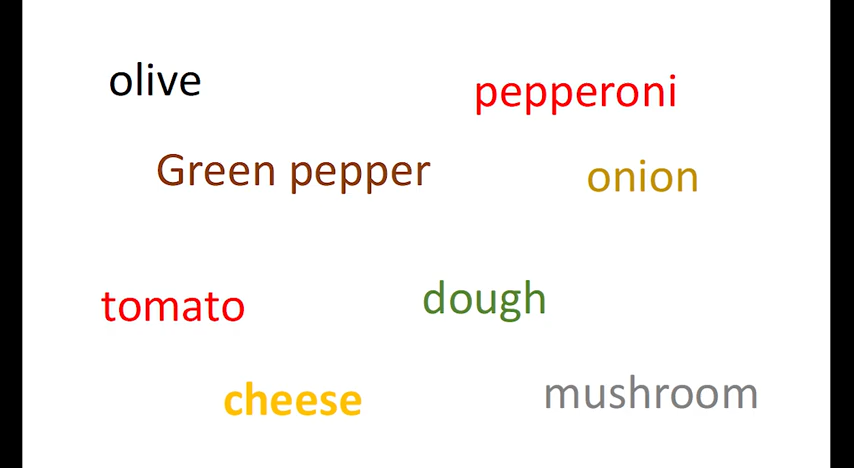 olive
pepperoni
Green pepper
onion
tomato
dough
cheese
mushroom